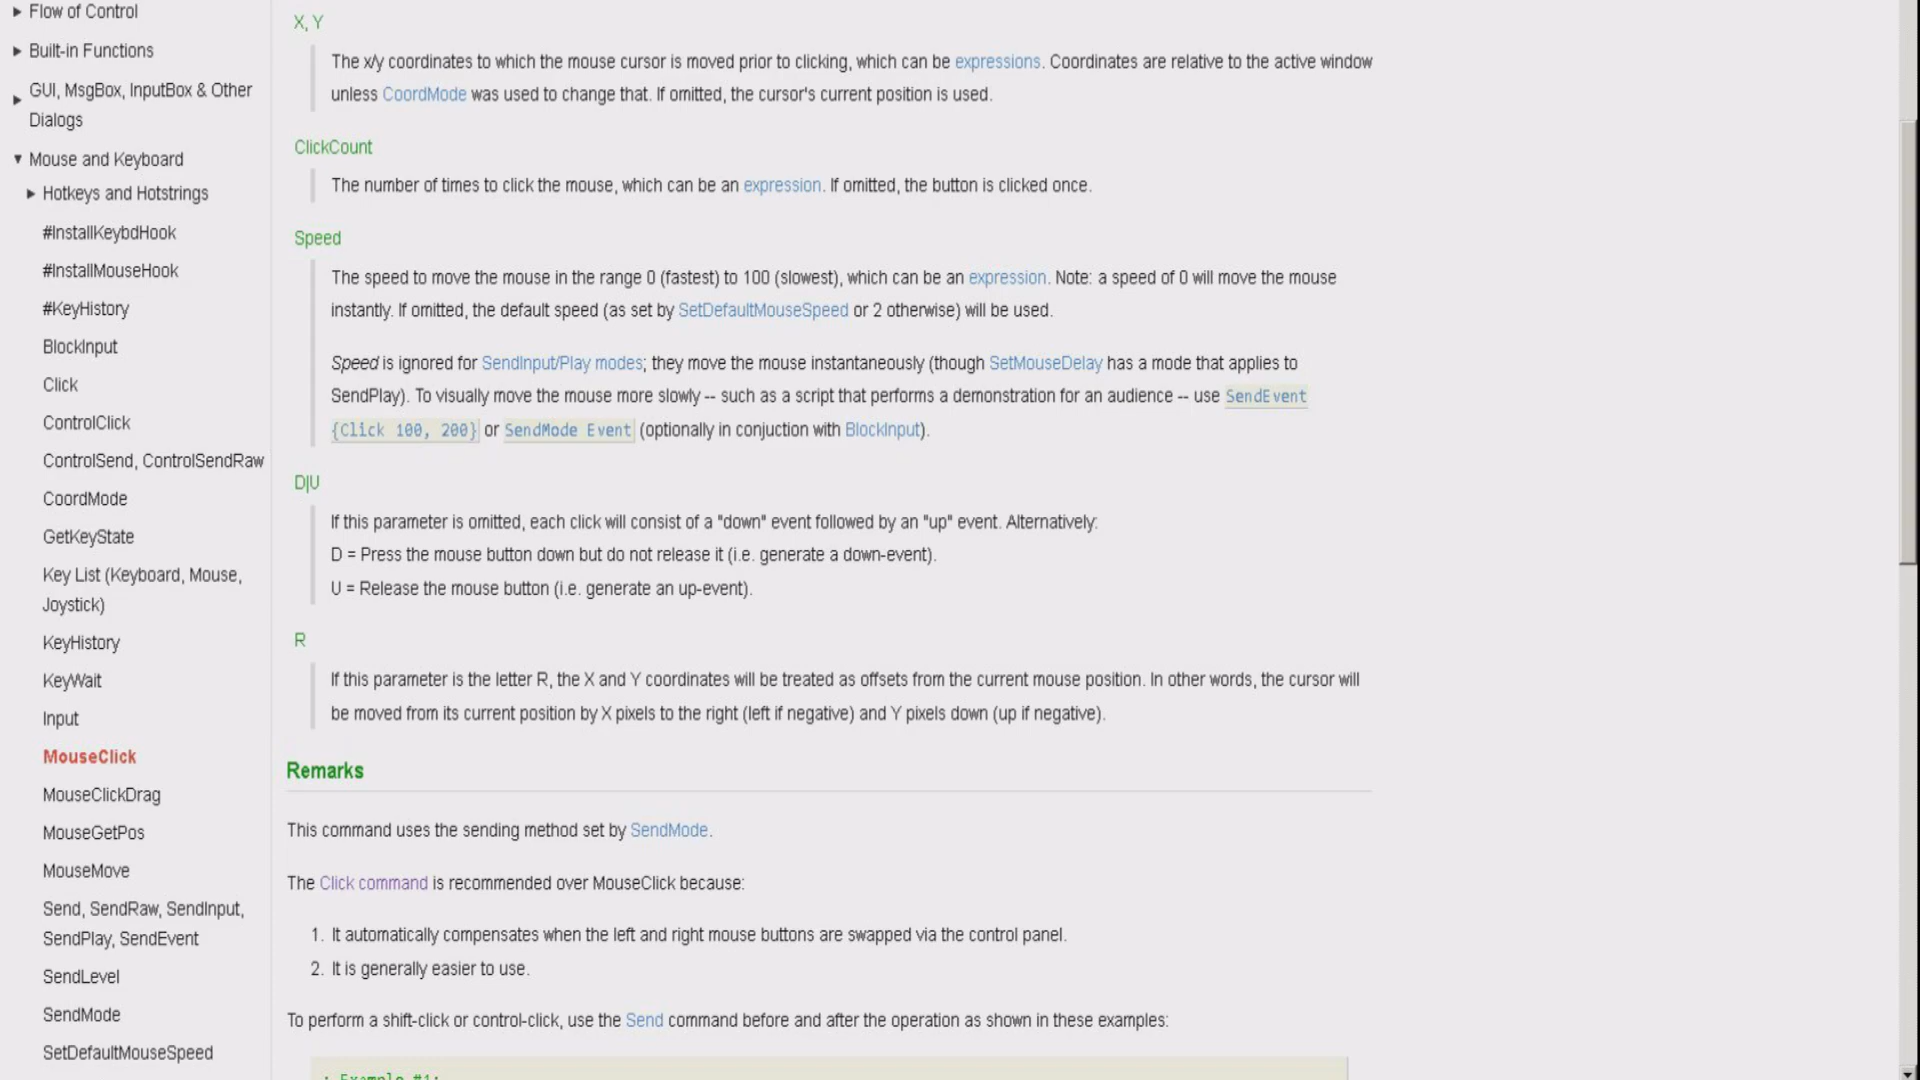 Flow of Control
Built-in Functions
GUI, MsgBox, InputBox & Other
Dialogs
Mouse and Keyboard
Hotkeys and Hotstrings
#InstallKeybdHook
#InstallMouseHook
#KeyHistory
BlockInput
Click
ControlClick
ControlSend, ControlSendRaw
CoordMode
GetKeyState
Key List (Keyboard, Mouse,
Joystick)
KeyHistory
KeyWait
Input
MouseClick
MouseClickDrag
MouseGetPos
MouseMove
Send, SendRaw, SendInput,
SendPlay, SendEvent
SendLevel
SendMode
SetDefaultMouseSpeed
X, Y
The x/y coordinates to which the mouse cursor is moved prior to clicking, which can be expressions. Coordinates are relative to the active window
unless CoordMode was used to change that. If omitted, the cursor's current position is used.
ClickCount
The number of times to click the mouse, which can be an expression. If omitted, the button is clicked once.
Speed
The speed to move the mouse in the range 0 (fastest) to 100 (slowest), which can be an expression. Note: a speed of 0 will move the mouse
instantly. If omitted, the default speed (as set by SetDefaultMouseSpeed or 2 otherwise) will be used.
Speed is ignored for SendInput/Play modes; they move the mouse instantaneously (though SetMouseDelay has a mode that applies to
SendPlay). To visually move the mouse more slowly -- such as a script that performs a demonstration for an audience -- use SendEvent
{Click 100, 200} or SendMode Event (optionally in conjuction with BlockInput).
D|U
If this parameter is omitted, each click will consist of a "down" event followed by an "up" event. Alternatively:
D = Press the mouse button down but do not release it (i.e. generate a down-event).
U = Release the mouse button (i.e. generate an up-event).
R
If this parameter is the letter R, the X and Y coordinates will be treated as offsets from the current mouse position. In other words, the cursor will
be moved from its current position by X pixels to the right (left if negative) and Y pixels down (up if negative).
Remarks
This command uses the sending method set by SendMode.
The Click command is recommended over MouseClick because:
1. It automatically compensates when the left and right mouse buttons are swapped via the control panel.
2. It is generally easier to use.
To perform a shift-click or control-click, use the Send command before and after the operation as shown in these examples:
; Example #1: